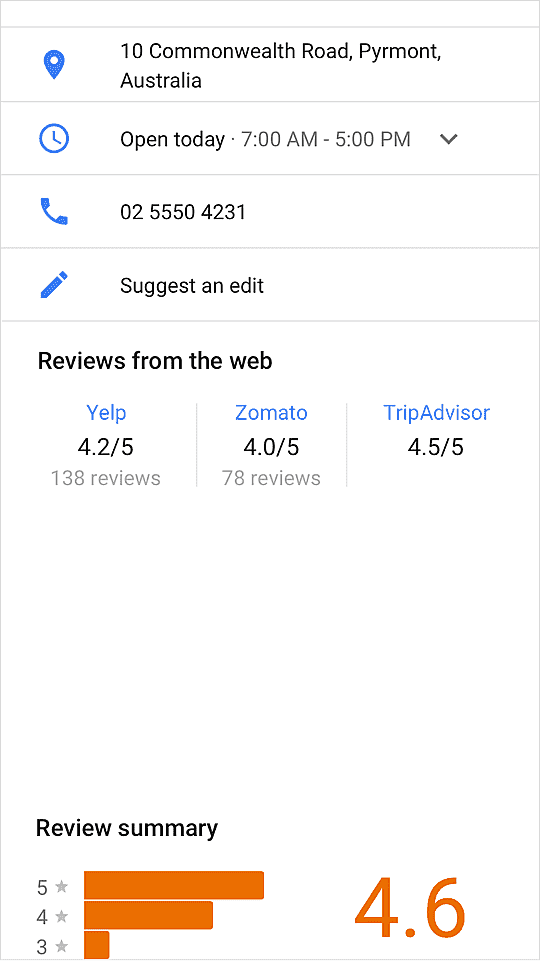 10 Commonwealth Road, Pyrmont,
Australia
Open today · 7:00 AM - 5:00 PM
02 5550 4231
Suggest an edit
Reviews from the web
Yelp Zomato TripAdvisor
4.2/5 4.0/5 4.5/5
138 reviews 78 reviews
Review summary
5
4 4.6
3